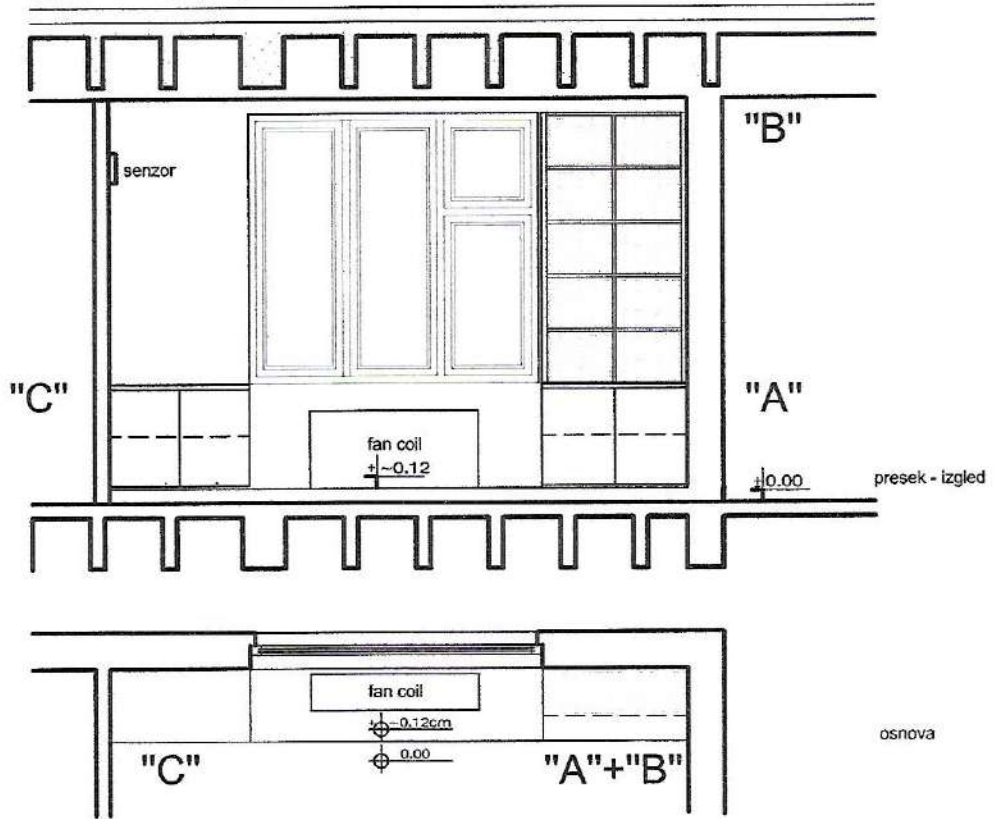 "B"
senzor
"C"
"A"
fan coil
+ ~0.12
±0.00
presek - izgled
fan coil
+ ~0.12cm
0.00
osnova
"C"
"A"+"B"